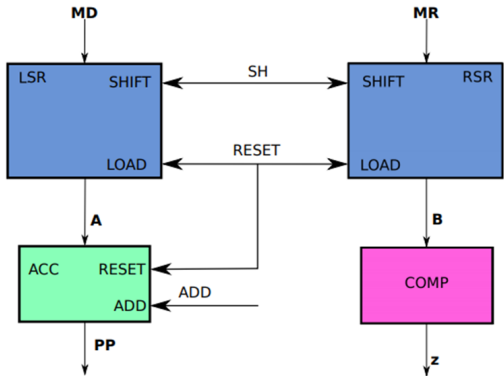 MD
MR
LSR
SHIFT
SH
SHIFT
RSR
LOAD
RESET
LOAD
A
B
ACC
RESET
ADD
ADD
COMP
PP
z